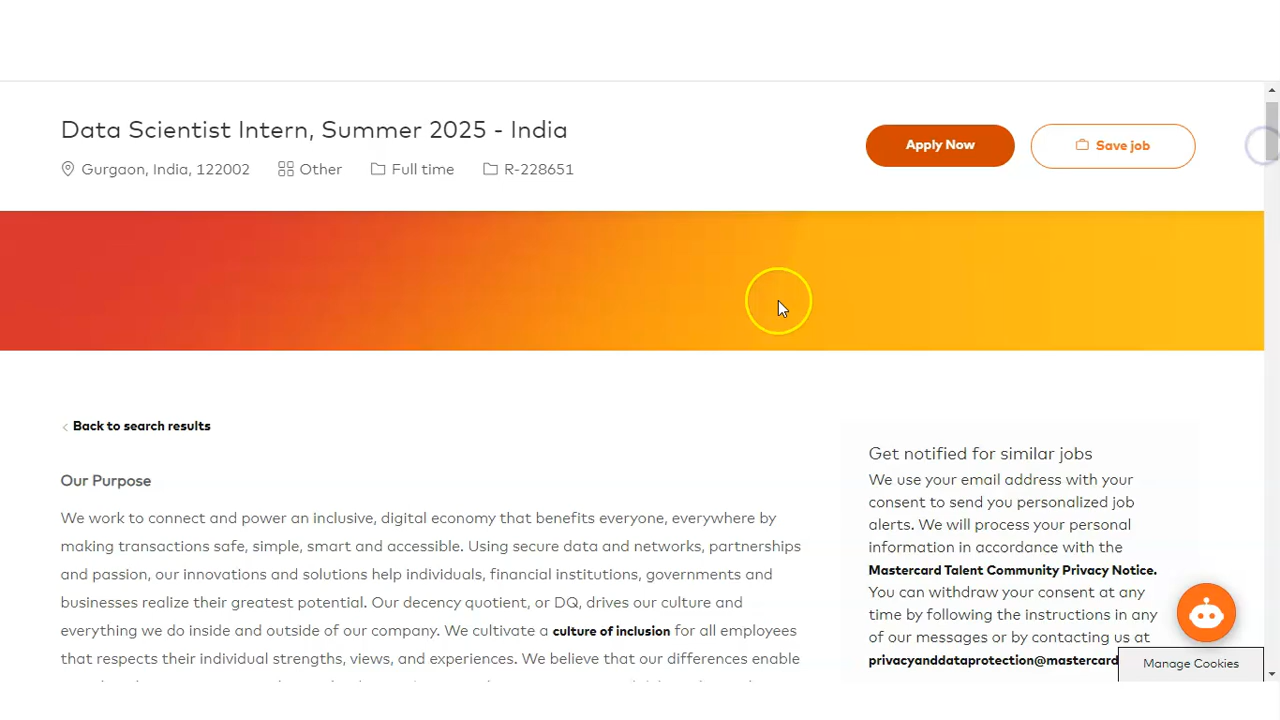 Data Scientist Intern, Summer 2025 - India
Gurgaon, India, 122002 Other Full time R-228651
Apply Now
Save job
Back to search results
Our Purpose
We work to connect and power an inclusive, digital economy that benefits everyone, everywhere by
making transactions safe, simple, smart and accessible. Using secure data and networks, partnerships
and passion, our innovations and solutions help individuals, financial institutions, governments and
businesses realize their greatest potential. Our decency quotient, or DQ, drives our culture and
everything we do inside and outside of our company. We cultivate a culture of inclusion for all employees
that respects their individual strengths, views, and experiences. We believe that our differences enable
Get notified for similar jobs
We use your email address with your
consent to send you personalized job
alerts. We will process your personal
information in accordance with the
Mastercard Talent Community Privacy Notice.
You can withdraw your consent at any
time by following the instructions in any
of our messages or by contacting us at
privacyanddataprotection@mastercard
Manage Cookies